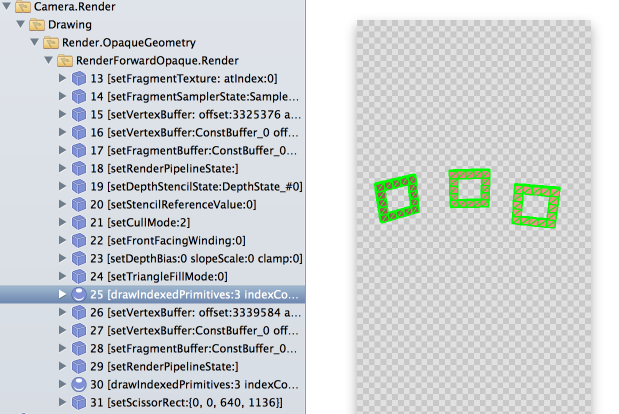 Camera.Render
Drawing
Render.OpaqueGeometry
RenderForwardOpaque.Render
13 [setFragmentTexture: atIndex:0]
14 [setFragmentSamplerState:Sample...
15 [setVertexBuffer: offset:3325376 a...
16 [setVertexBuffer:ConstBuffer_0 off...
17 [setFragmentBuffer:ConstBuffer_0...
18 [setRenderPipelineState:]
19 [setDepthStencilState:DepthState_#0]
20 [setStencilReferenceValue:0]
21 [setCullMode:2]
22 [setFrontFacingWinding:0]
23 [setDepthBias:0 slopeScale:0 clamp:0]
24 [setTriangleFillMode:0]
25 [drawIndexedPrimitives:3 indexCo...
26 [setVertexBuffer: offset:3339584 a...
27 [setVertexBuffer:ConstBuffer_0 off...
28 [setFragmentBuffer:ConstBuffer_0...
29 [setRenderPipelineState:]
30 [drawIndexedPrimitives:3 indexCo...
31 [setScissorRect:{0, 0, 640, 1136}]